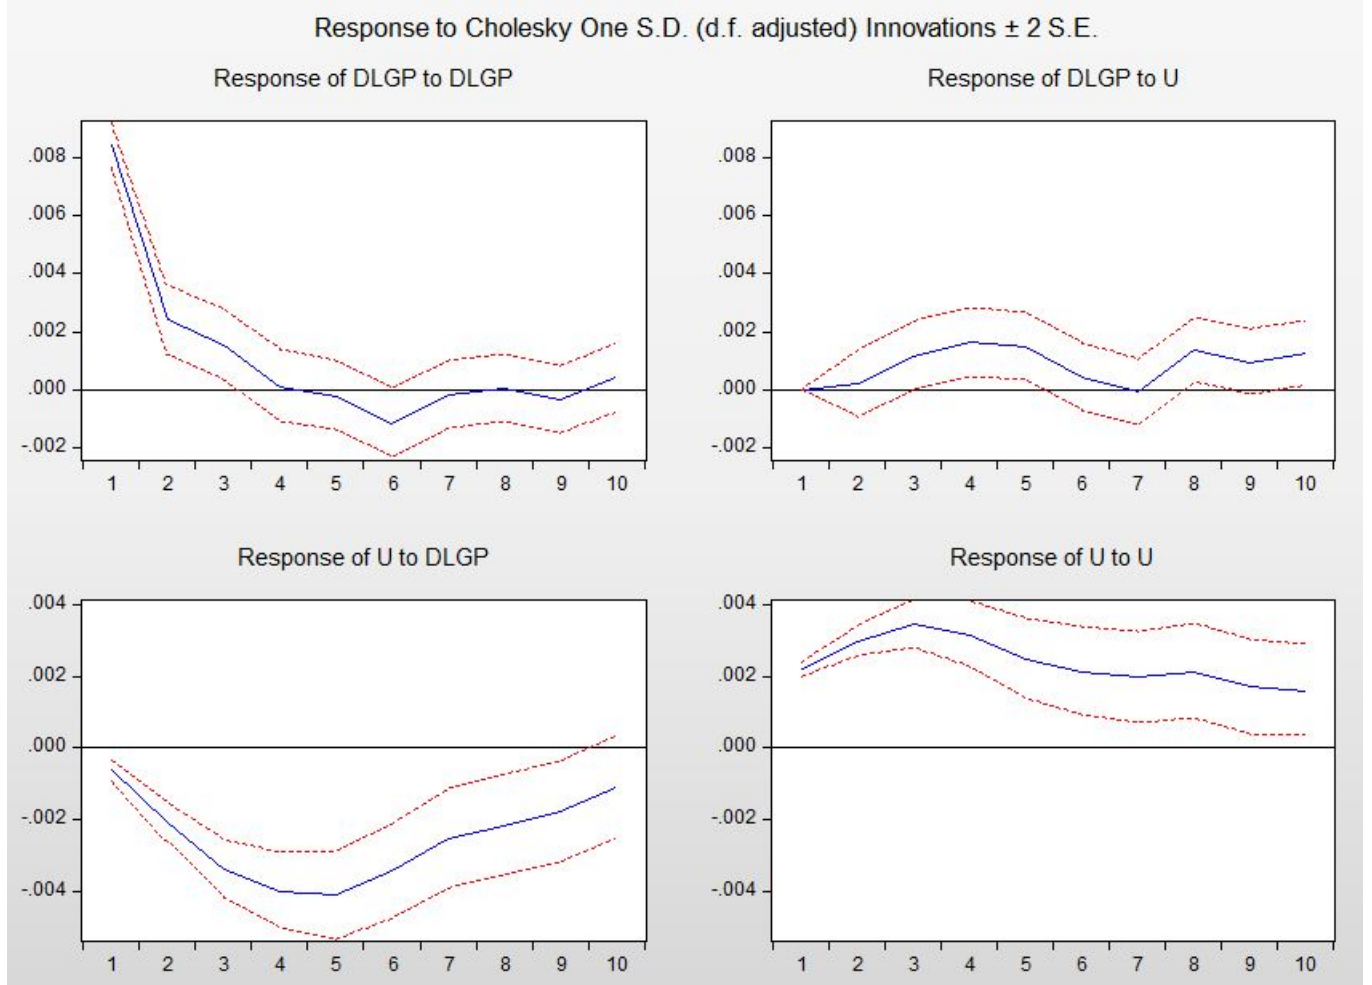 Response to Cholesky One S.D. (d.f. adjusted) Innovations ± 2 S.E.
Response of DLGP to DLGP
.008
.006
.004
.002
.000
-.002
1 2 3 4 5 6 7 8 9 10
Response of DLGP to U
.008
.006
.004
.002
.000
-.002
1 2 3 4 5 6 7 8 9 10
Response of U to DLGP
.004
.002
.000
-.002
-.004
1 2 3 4 5 6 7 8 9 10
Response of U to U
.004
.002
.000
-.002
-.004
1 2 3 4 5 6 7 8 9 10